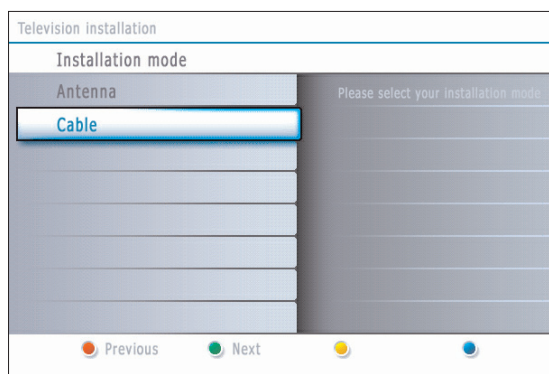 Television installation
Installation mode
Antenna
Please select your installation mode
Cable
Previous
Next